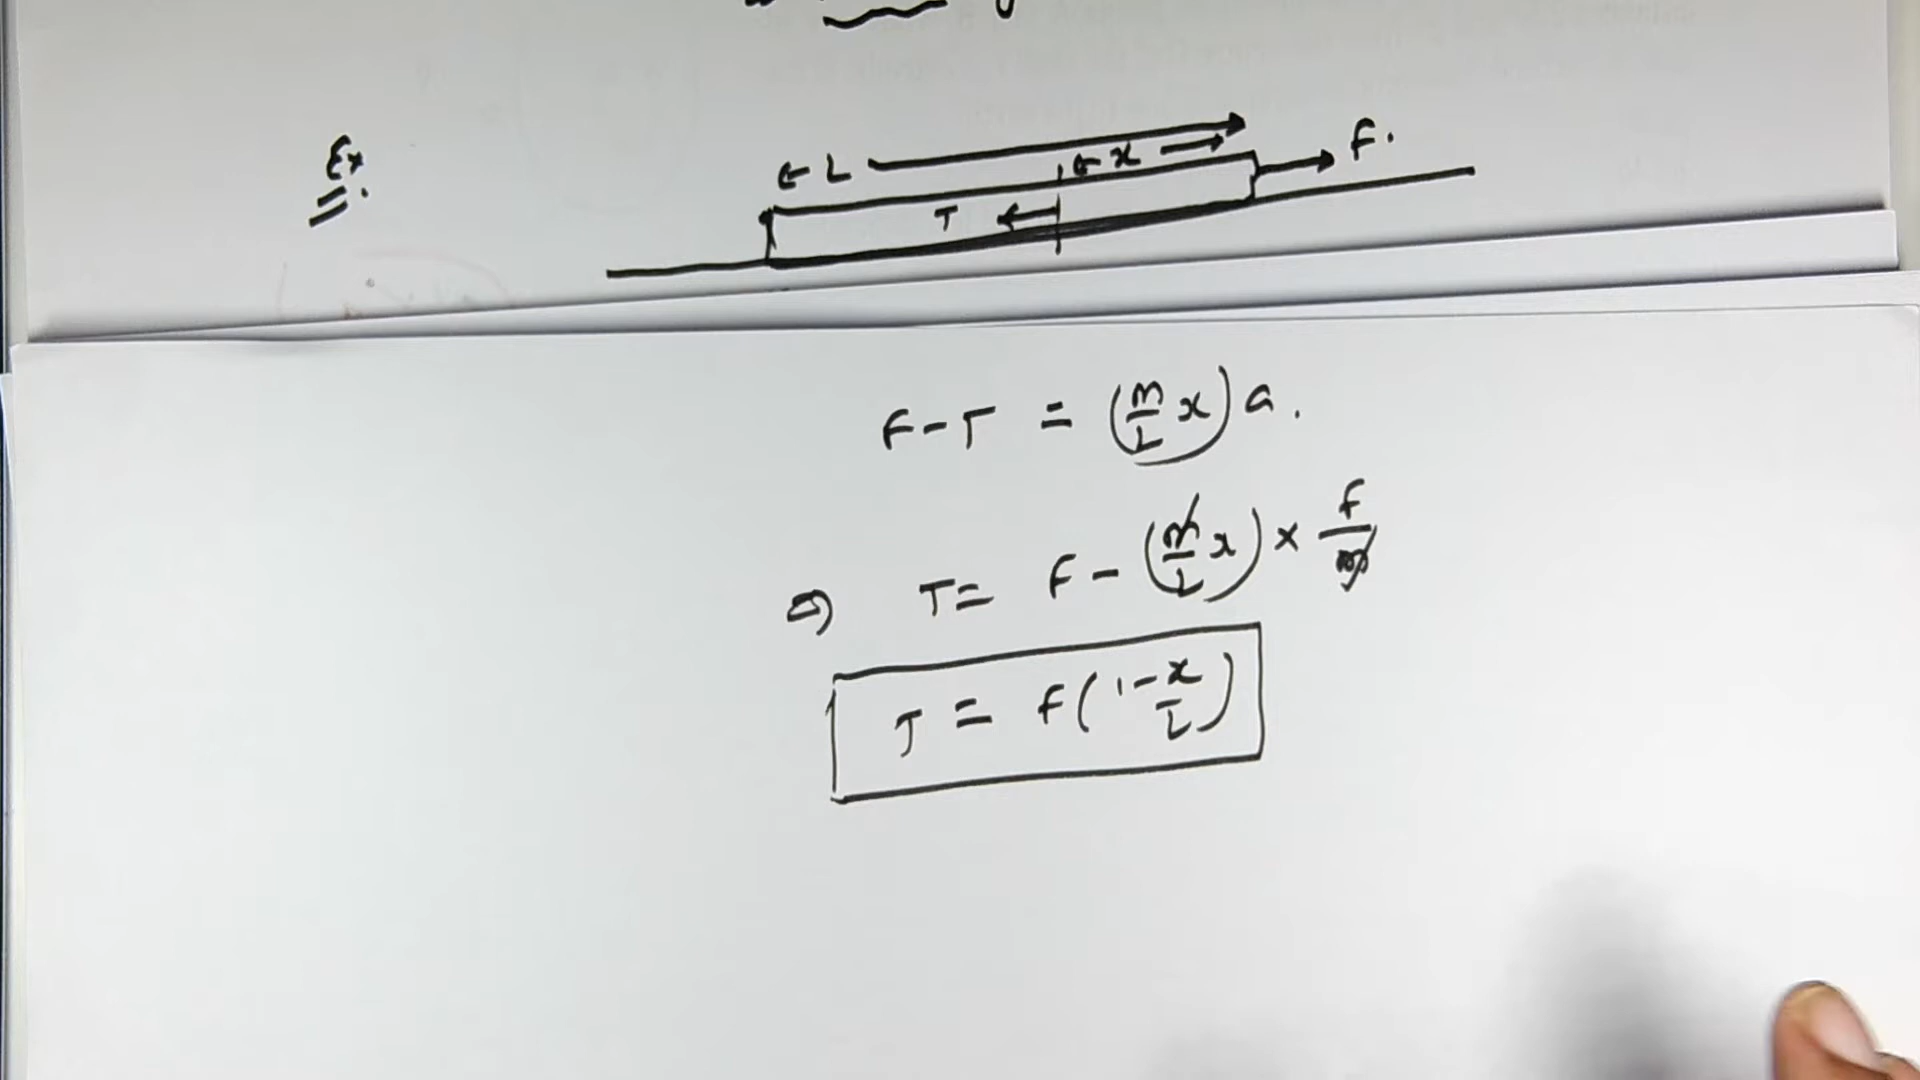 Ex.
← L ⟶
← x →
F.
T ←
F - T = (m/L x) a.
⇒ T = F - (m/L x) × F/m
T = F(1 - x/L)